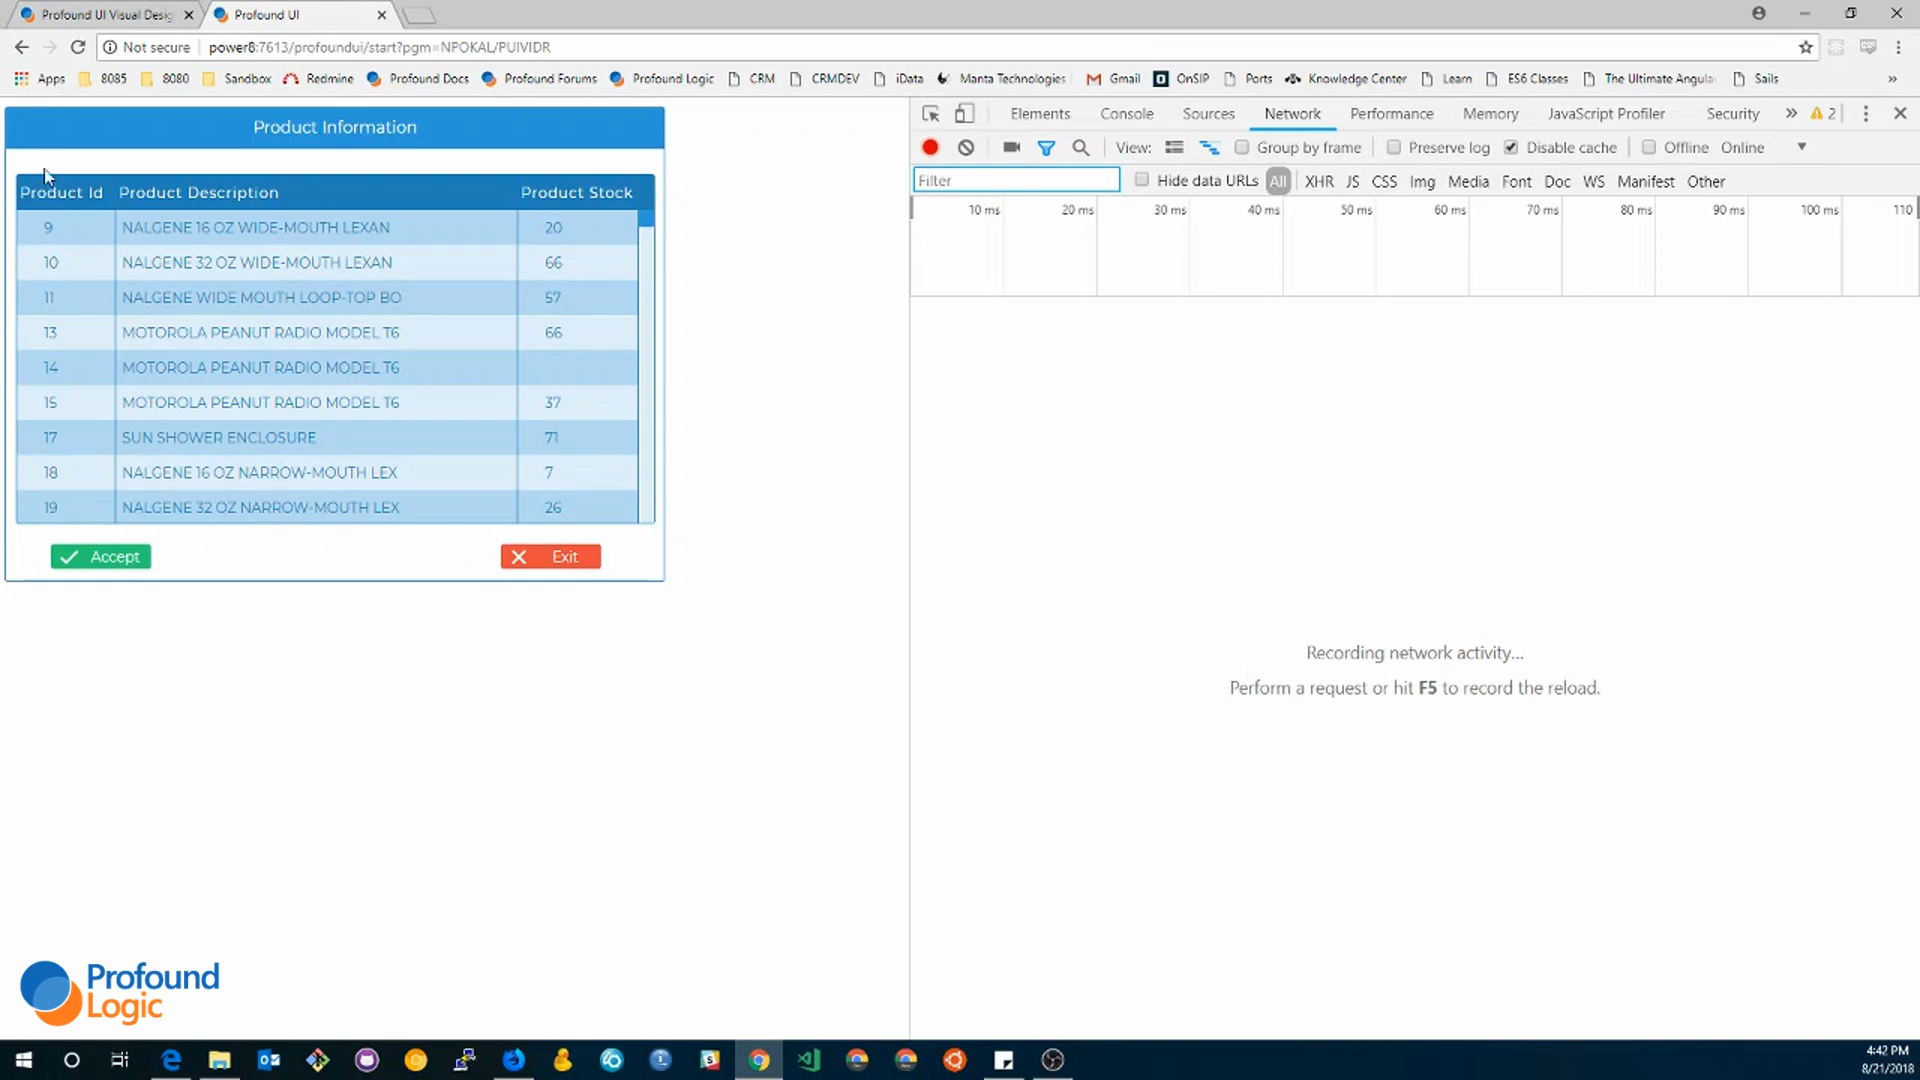 Profound UI Visual Desig
Profound UI
Not secure
power8:7613/profoundui/start?pgm=NPOKAL/PUIVIDR
Apps 8085 8080 Sandbox Redmine Profound Docs Profound Forums Profound Logic CRM CRMDEV iData Manta Technologies Gmail OnSIP Ports Knowledge Center Learn ES6 Classes The Ultimate Angula Sails »
Product Information
Product Id Product Description Product Stock
9 NALGENE 16 OZ WIDE-MOUTH LEXAN 20
10 NALGENE 32 OZ WIDE-MOUTH LEXAN 66
11 NALGENE WIDE MOUTH LOOP-TOP BO 57
13 MOTOROLA PEANUT RADIO MODEL T6 66
14 MOTOROLA PEANUT RADIO MODEL T6
15 MOTOROLA PEANUT RADIO MODEL T6 37
17 SUN SHOWER ENCLOSURE 71
18 NALGENE 16 OZ NARROW-MOUTH LEX 7
19 NALGENE 32 OZ NARROW-MOUTH LEX 26
Accept
Exit
Elements Console Sources Network Performance Memory JavaScript Profiler Security » 2
View: Group by frame Preserve log Disable cache Offline Online
Filter Hide data URLs All XHR JS CSS Img Media Font Doc WS Manifest Other
10 ms 20 ms 30 ms 40 ms 50 ms 60 ms 70 ms 80 ms 90 ms 100 ms 110
Recording network activity...
Perform a request or hit F5 to record the reload.
Profound
Logic
4:42 PM
8/21/2018